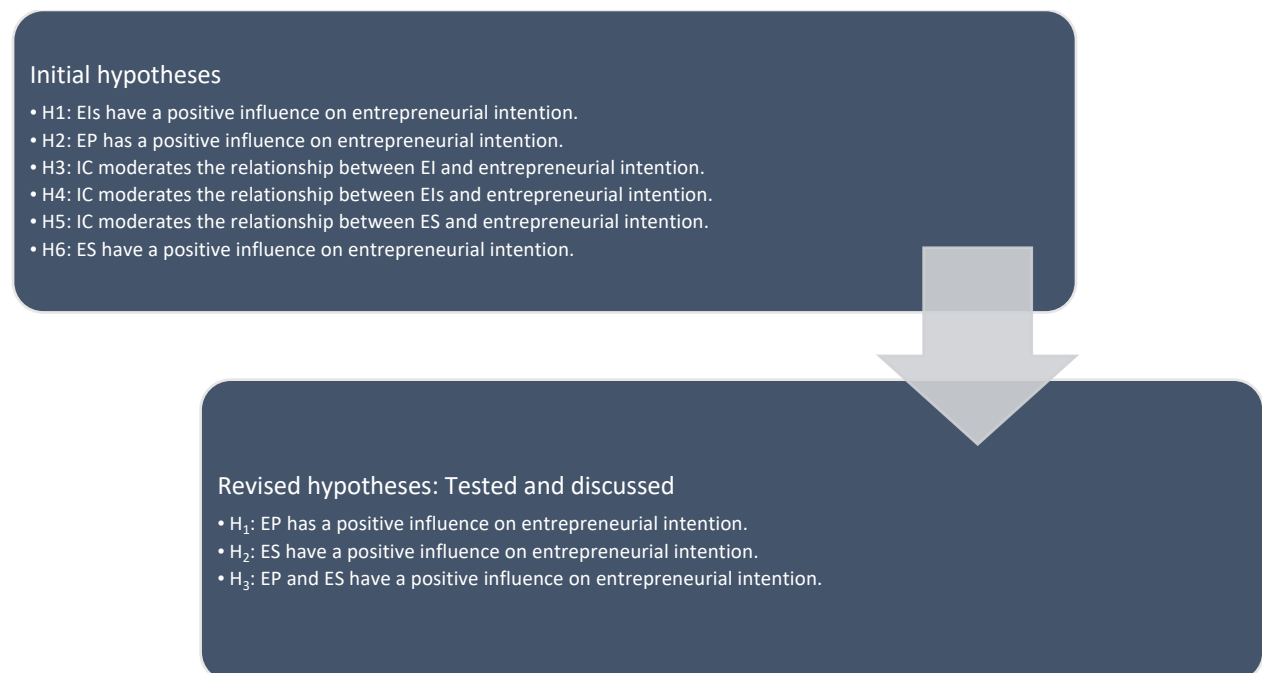 Initial hypotheses
• H1: EIs have a positive influence on entrepreneurial intention.
• H2: EP has a positive influence on entrepreneurial intention.
• H3: IC moderates the relationship between EI and entrepreneurial intention.
• H4: IC moderates the relationship between EIs and entrepreneurial intention.
• H5: IC moderates the relationship between ES and entrepreneurial intention.
• H6: ES have a positive influence on entrepreneurial intention.
Revised hypotheses: Tested and discussed
• H₁: EP has a positive influence on entrepreneurial intention.
• H₂: ES have a positive influence on entrepreneurial intention.
• H₃: EP and ES have a positive influence on entrepreneurial intention.